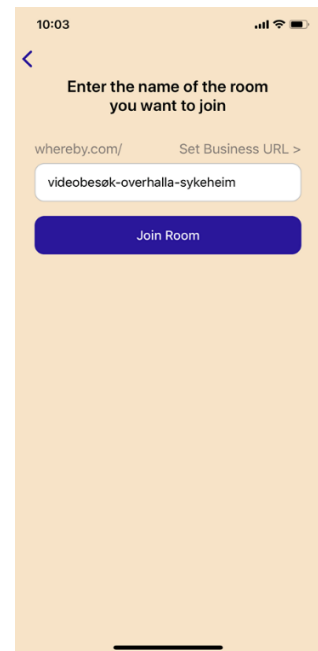 10:03
Enter the name of the room
you want to join
whereby.com/ Set Business URL >
videobesøk-overhalla-sykeheim
Join Room